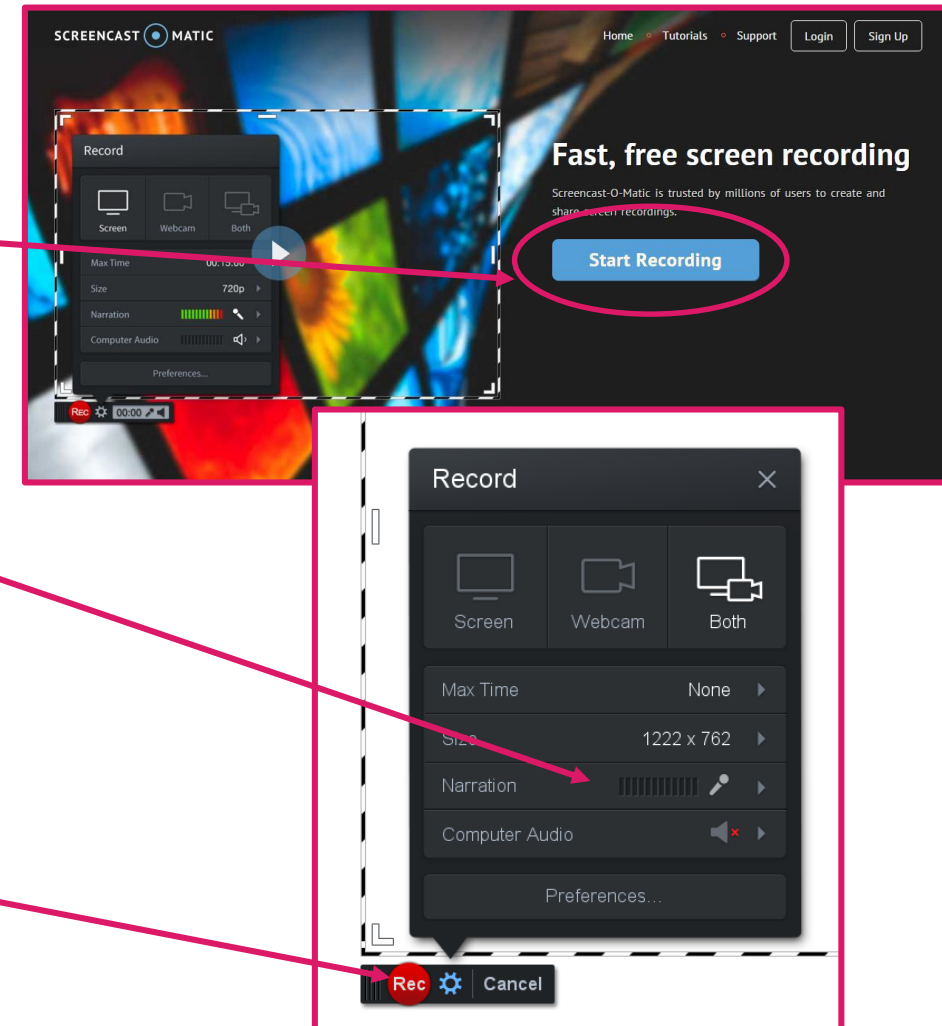 SCREENCAST MATIC
Home Tutorials Support Login Sign Up
Record
Screen Webcam Both
Max Time 00:15:00
Size 720p
Narration
Computer Audio
Preferences...
Rec 00:00
Fast, free screen recording
Screencast-O-Matic is trusted by millions of users to create and
share screen recordings.
Start Recording
Record
Screen Webcam Both
Max Time None
Size 1222 x 762
Narration
Computer Audio
Preferences...
Rec Cancel